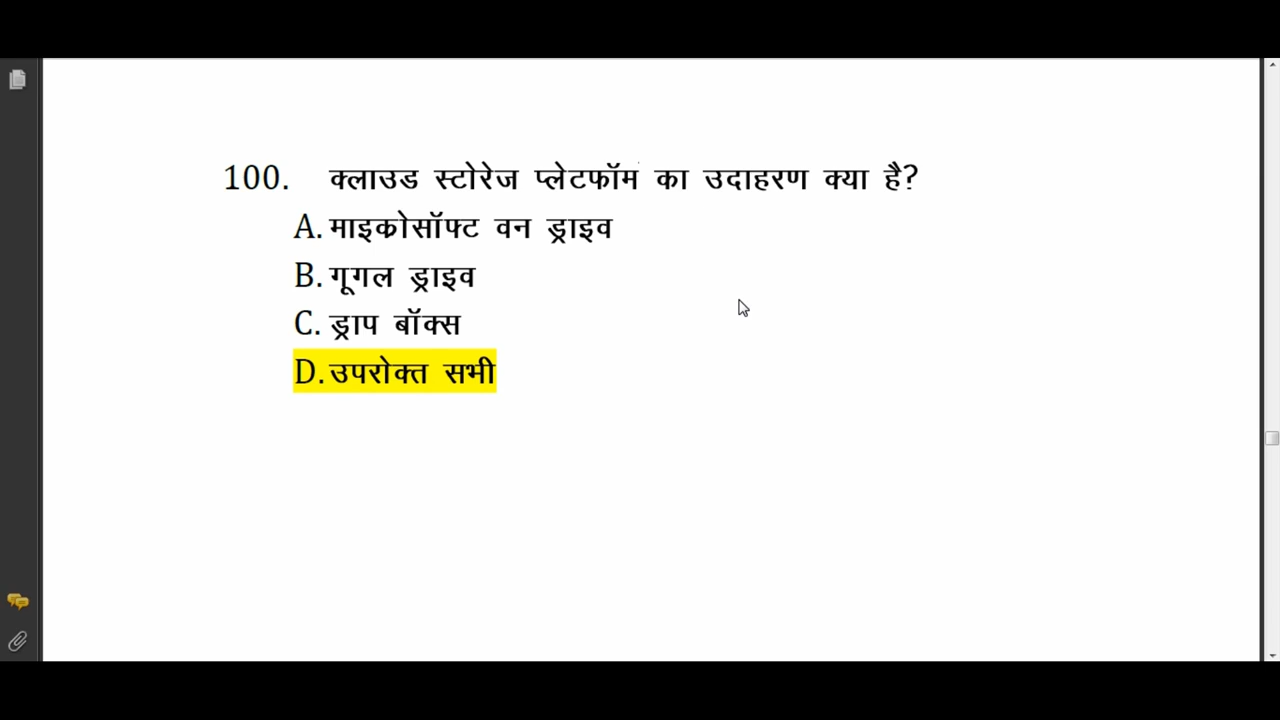 100. क्लाउड स्टोरेज प्लेटफॉम का उदाहरण क्या है?
A. माइकोसॉफ्ट वन ड्राइव
B. गूगल ड्राइव
C. ड्राप बॉक्स
D. उपरोक्त सभी